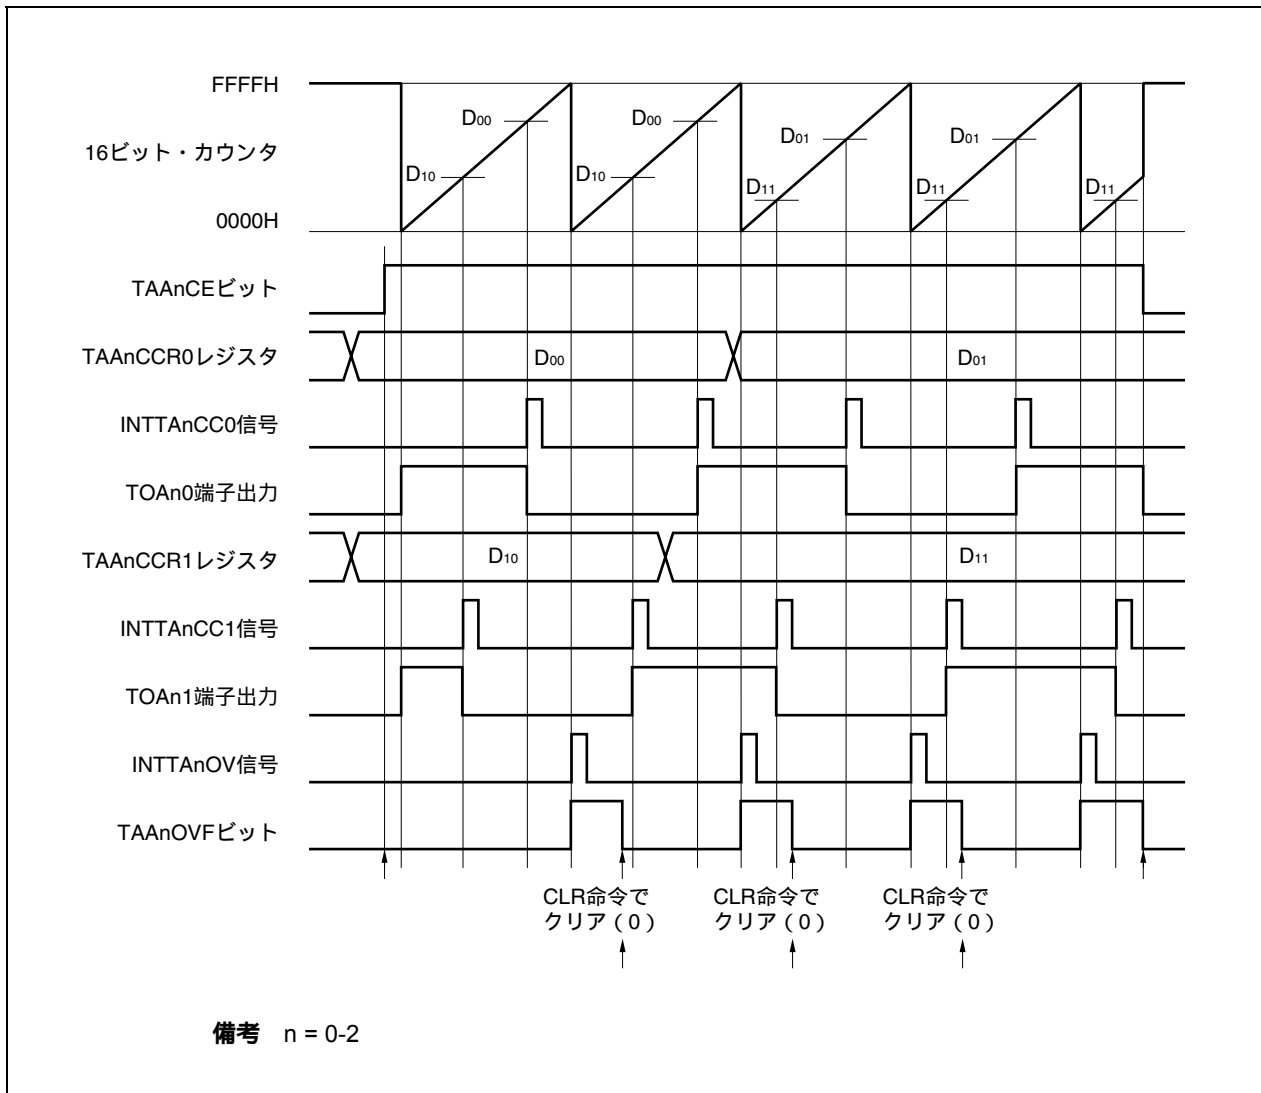 FFFFH
16ビット・カウンタ
0000H
D00 D00 D01 D01
D10 D10 D11 D11 D11
TAAnCEビット
TAAnCCR0レジスタ D00 D01
INTTAnCC0信号
TOAn0端子出力
TAAnCCR1レジスタ D10 D11
INTTAnCC1信号
TOAn1端子出力
INTTAnOV信号
TAAnOVFビット
CLR命令で
クリア(0)
CLR命令で
クリア(0)
CLR命令で
クリア(0)
備考 n = 0-2